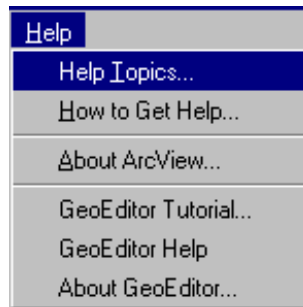 Help
Help Topics...
How to Get Help...
About ArcView...
GeoEditor Tutorial...
GeoEditor Help
About GeoEditor...